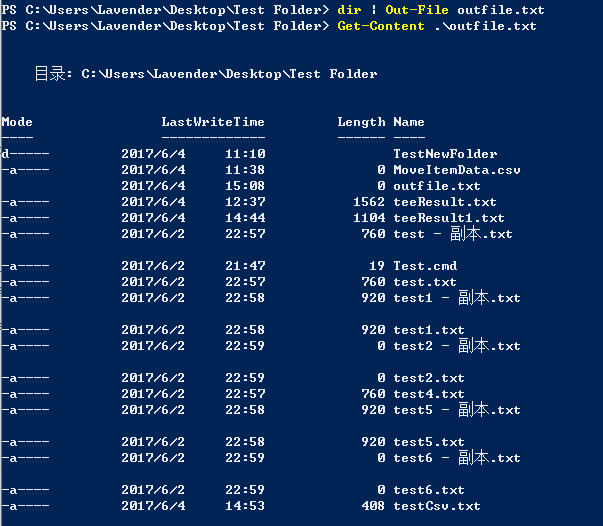 PS C:\Users\Lavender\Desktop\Test Folder> dir | Out-File outfile.txt
PS C:\Users\Lavender\Desktop\Test Folder> Get-Content .\outfile.txt
目录: C:\Users\Lavender\Desktop\Test Folder
Mode                LastWriteTime         Length Name
----                -------------         ------ ----
d-----         2017/6/4     11:10                TestNewFolder
-a----         2017/6/4     11:38              0 MoveItemData.csv
               2017/6/4     15:08              0 outfile.txt
-a----         2017/6/4     12:37           1562 teeResult.txt
-a----         2017/6/4     14:44           1104 teeResult1.txt
-a----         2017/6/2     22:57            760 test - 副本.txt
-a----         2017/6/2     21:47             19 Test.cmd
-a----         2017/6/2     22:57            760 test.txt
-a----         2017/6/2     22:58            920 test1 - 副本.txt
-a----         2017/6/2     22:58            920 test1.txt
-a----         2017/6/2     22:59              0 test2 - 副本.txt
-a----         2017/6/2     22:59              0 test2.txt
-a----         2017/6/2     22:57            760 test4.txt
-a----         2017/6/2     22:58            920 test5 - 副本.txt
-a----         2017/6/2     22:58            920 test5.txt
-a----         2017/6/2     22:59              0 test6 - 副本.txt
-a----         2017/6/2     22:59              0 test6.txt
-a----         2017/6/4     14:53            408 testCsv.txt